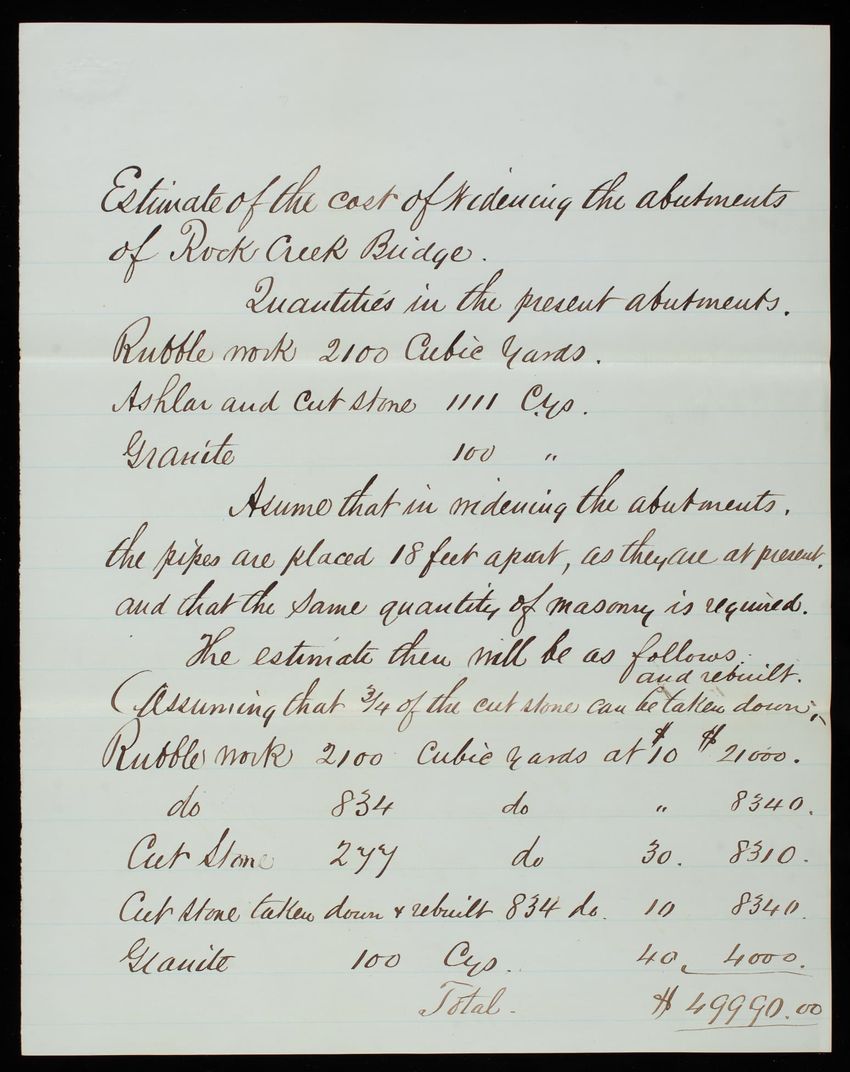 Estimate of the cost of Widening the abutments
of Rock Creek Bridge.
Quantities in the present abutments.
Rubble work 2100 Cubic Yards.
Ashlar and Cut stone 1111 C.ys.
Granite 100 "
Asume that in widening the abutments,
the pipes are placed 18 feet apart, as they are at present,
and that the same quantity of masonry is required.
The estimate then will be as follows.
and rebuilt.
(Assuming that 3/4 of the cut stone can be taken down,
Rubble work 2100 Cubic Yards at $10 $21000.
do 834 do " 8340.
Cut Stone 277 do 30. 8310.
Cut stone taken down & rebuilt 834 do. 10 8340.
Granite 100 Cys. 40. 4000.
Total. $49990.00